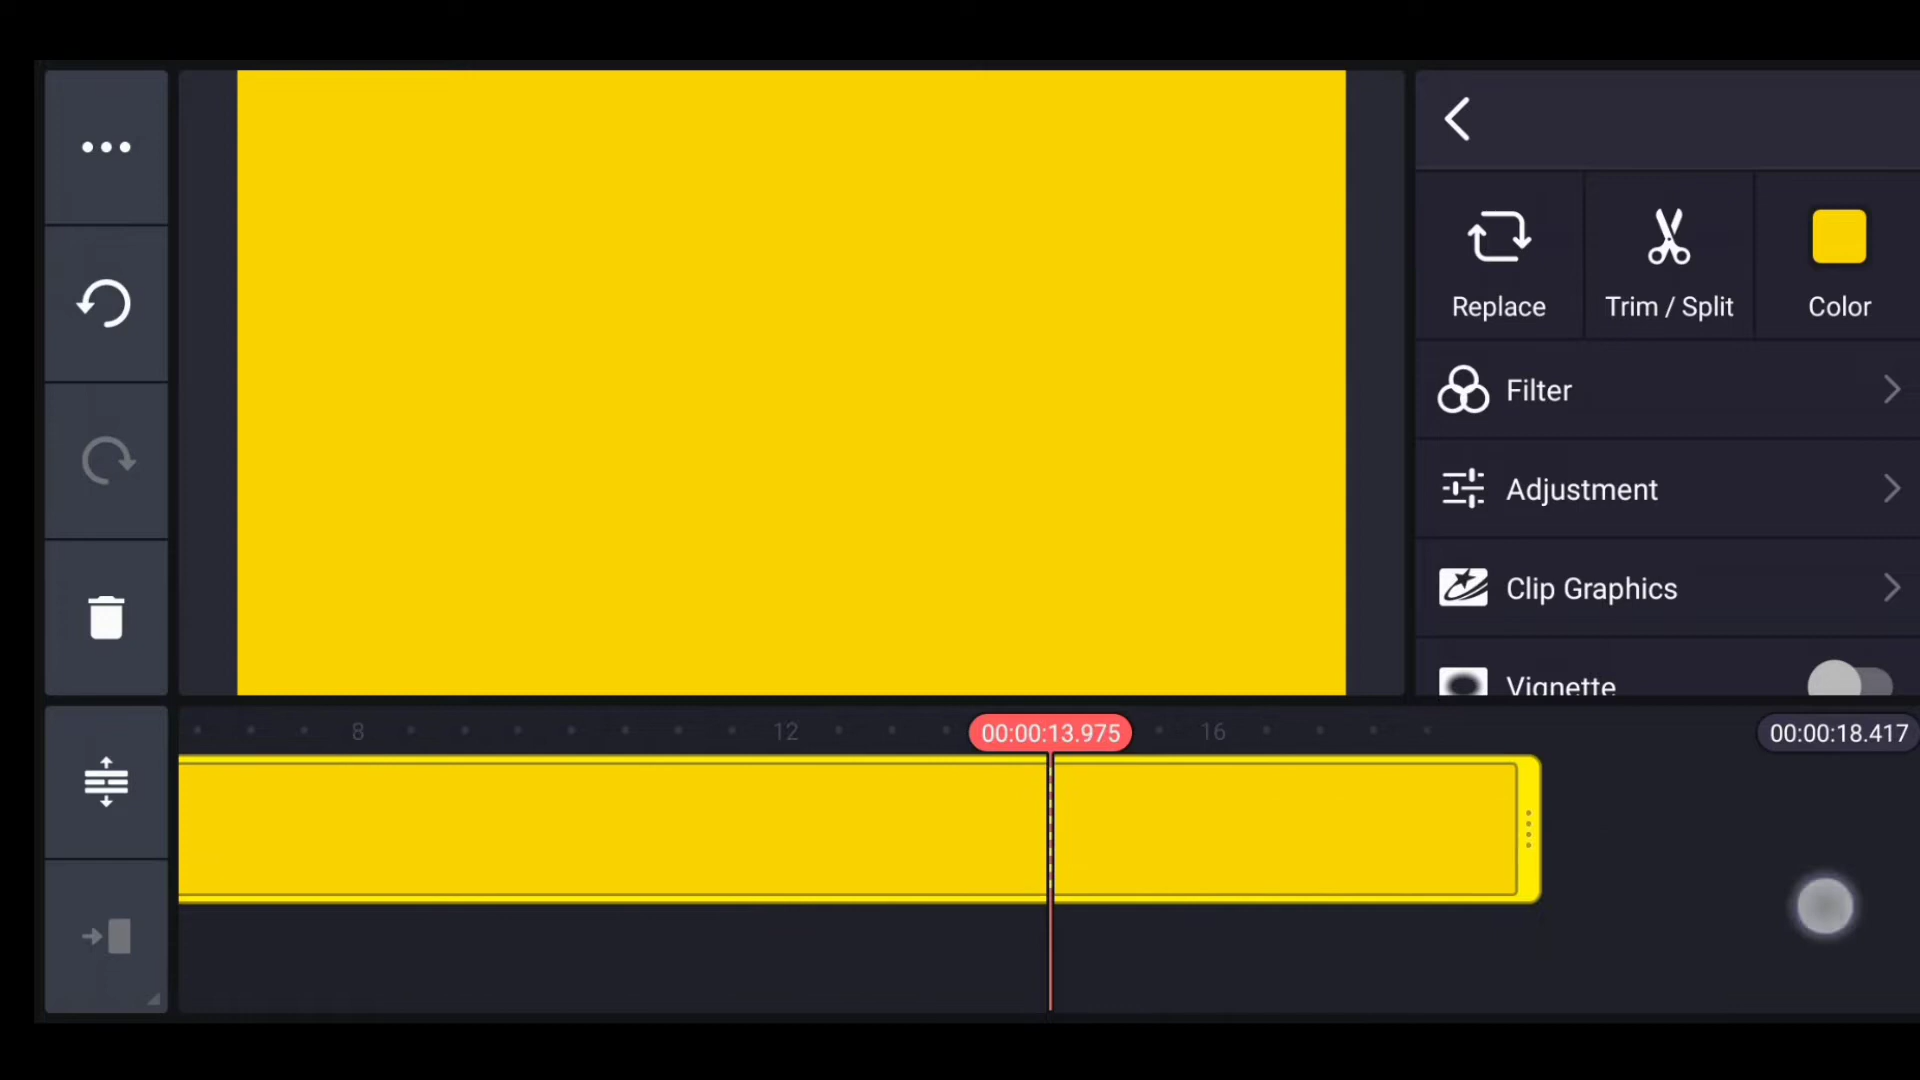 Replace
Trim / Split
Color
Filter
Adjustment
Clip Graphics
Vignette
8
12
00:00:13.975
16
00:00:18.417